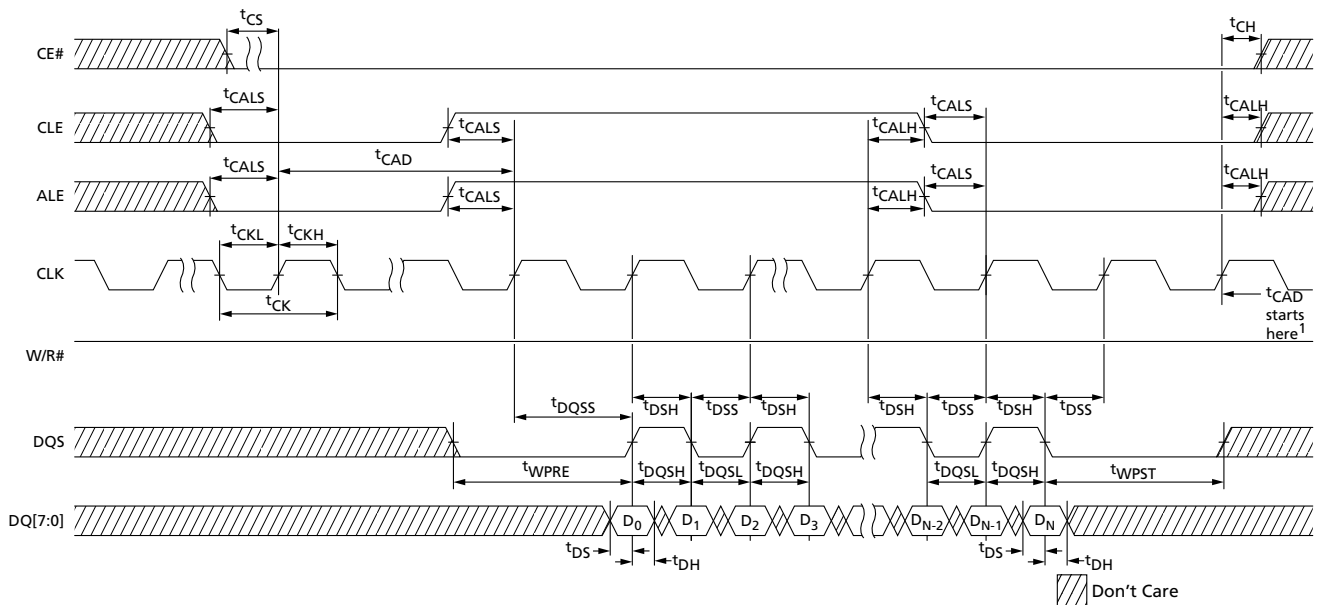 tCS
tCH
CE#
tCALS
tCALS
tCALS
tCALH
tCALH
CLE
tCAD
tCALS
tCALS
tCALS
tCALH
tCALH
ALE
tCKL
tCKH
CLK
tCK
tCAD
starts
here1
W/R#
tDQSS
tDSH
tDSS
tDSH
tDSH
tDSS
tDSH
tDSS
DQS
tWPRE
tDQSH
tDQSL
tDQSH
tDQSL
tDQSH
tWPST
DQ[7:0]
D0
D1
D2
D3
DN-2
DN-1
DN
tDS
tDH
tDS
tDH
Don't Care